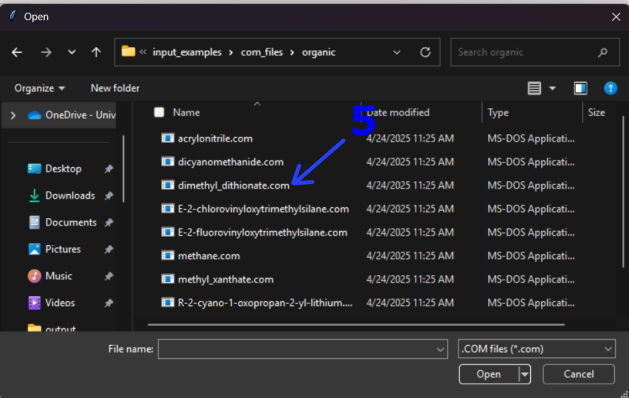 Open
input_examples > com_files > organic
Search organic
Organize
New folder
OneDrive - Univ
Desktop
Downloads
Documents
Pictures
Music
Videos
output
Name
Date modified
Type
Size
acrylonitrile.com 4/24/2025 11:25 AM MS-DOS Applicati...
dicyanomethanide.com 4/24/2025 11:25 AM MS-DOS Applicati...
dimethyl_dithionate.com 4/24/2025 11:25 AM MS-DOS Applicati...
E-2-chlorovinyloxytrimethylsilane.com 4/24/2025 11:25 AM MS-DOS Applicati...
E-2-fluorovinyloxytrimethylsilane.com 4/24/2025 11:25 AM MS-DOS Applicati...
methane.com 4/24/2025 11:25 AM MS-DOS Applicati...
methyl_xanthate.com 4/24/2025 11:25 AM MS-DOS Applicati...
R-2-cyano-1-oxopropan-2-yl-lithium.... 4/24/2025 11:25 AM MS-DOS Applicati...
5
File name:
.COM files (*.com)
Open
Cancel